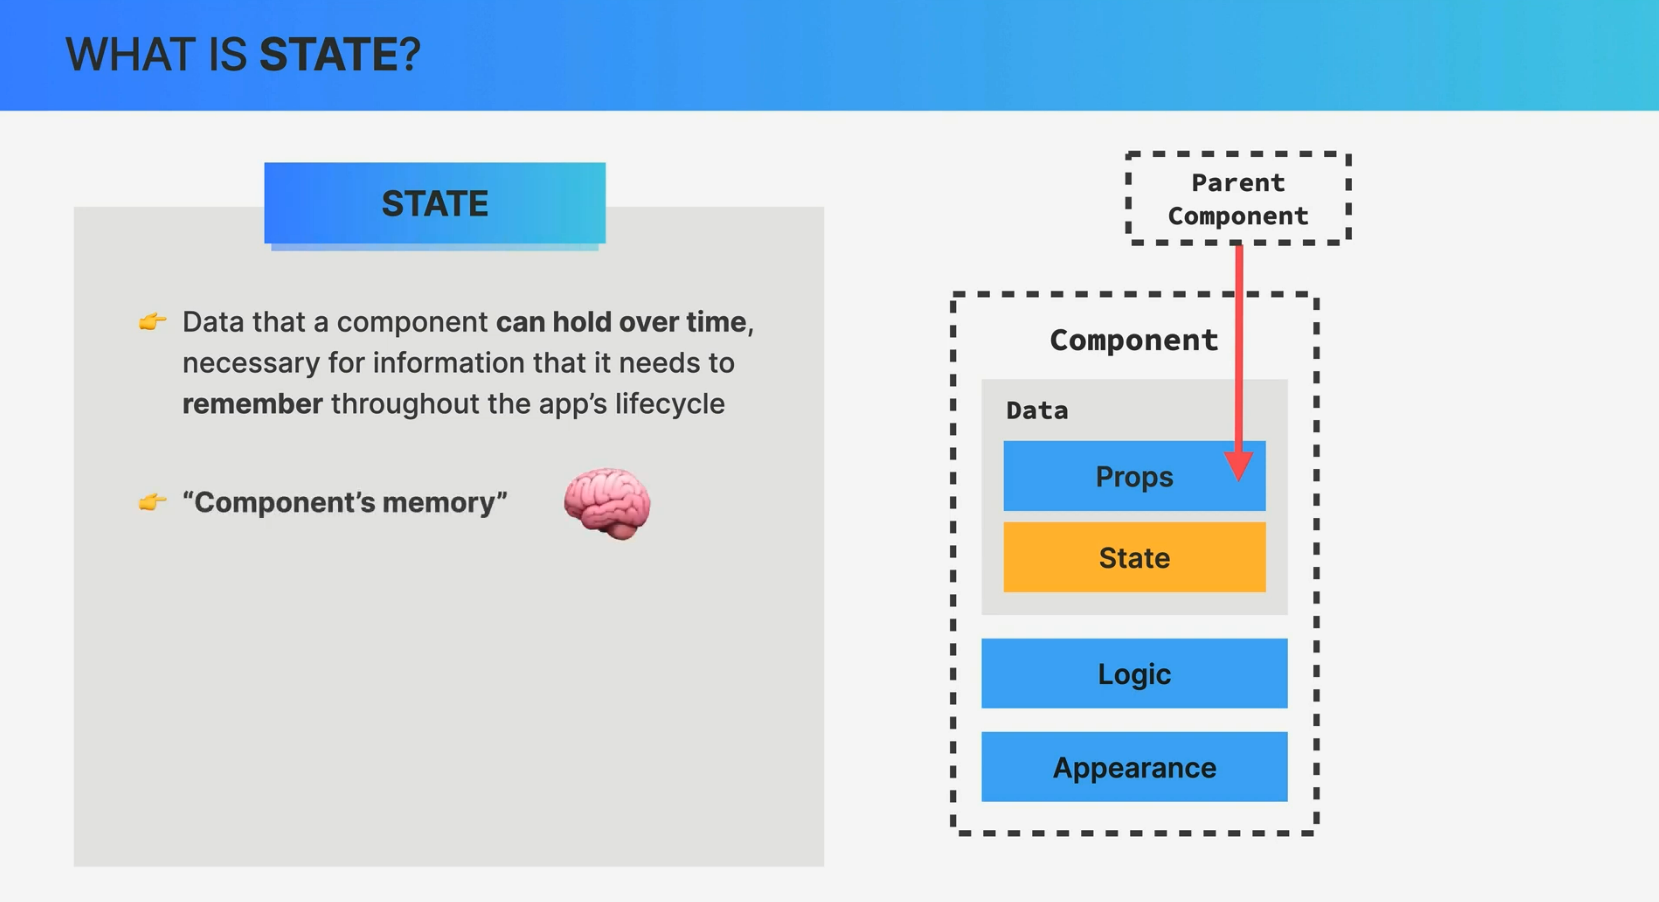 WHAT IS STATE?
STATE
👉 Data that a component can hold over time,
necessary for information that it needs to
remember throughout the app’s lifecycle
👉 “Component’s memory”
Parent
Component
Component
Data
Props
State
Logic
Appearance